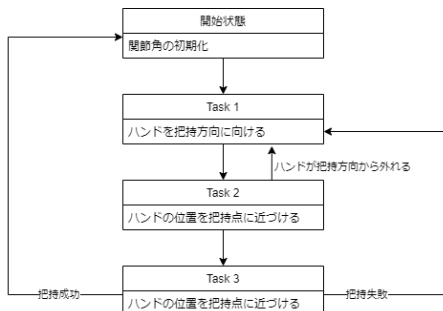 開始状態
関節角の初期化
Task 1
ハンドを把持方向に向ける
ハンドが把持方向から外れる
Task 2
ハンドの位置を把持点に近づける
Task 3
把持成功
ハンドの位置を把持点に近づける
把持失敗